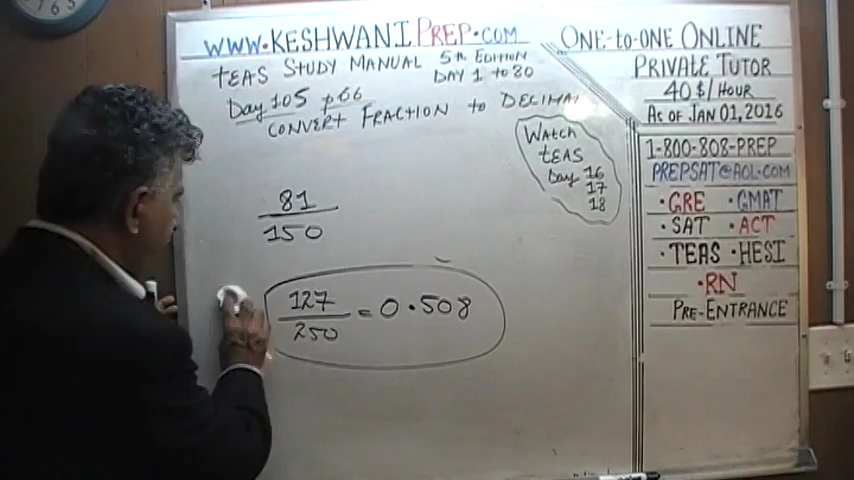 WWW.KESHWANIPREP.COM
TEAS STUDY MANUAL 5th EDITION
DAY 1 to 80
Day 105 p66
CONVERT FRACTION to DECIMAL
WATCH
TEAS
Day 16
17
18
81
150
127
250
= 0.508
ONE-to-ONE ONLINE
PRIVATE TUTOR
40$/HOUR
AS OF JAN 01,2016
1-800-808-PREP
PREPSAT@AOL.COM
• GRE • GMAT
• SAT • ACT
• TEAS • HESI
• RN
PRE-ENTRANCE